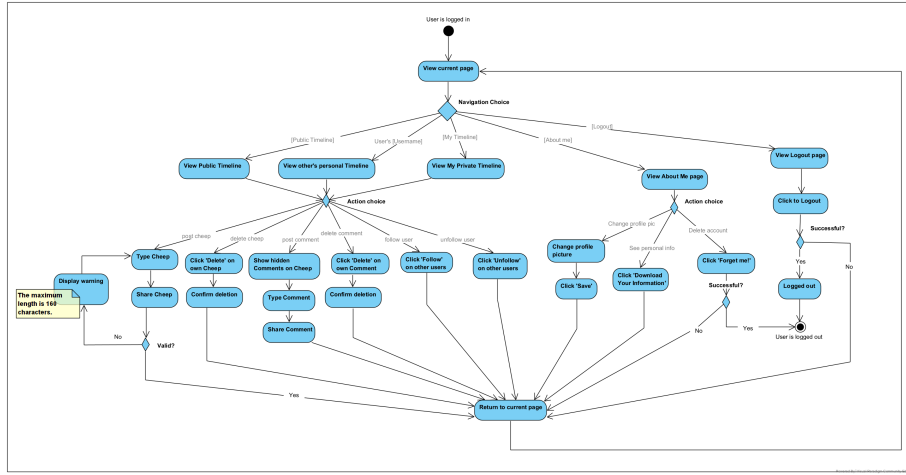 User is logged in
View current page
Navigation Choice
[Public Timeline]
User's [Username]
[My Timeline]
[About me]
[Logout]
View Public Timeline
View other's personal Timeline
View My Private Timeline
View About Me page
View Logout page
Action choice
Action choice
Click to Logout
post cheep
delete cheep
post comment
delete comment
follow user
unfollow user
Change profile pic
See personal info
Delete account
Successful?
Type Cheep
Click 'Delete' on
own Cheep
Show hidden
Comments on Cheep
Click 'Delete' on
own Comment
Click 'Follow'
on other users
Click 'Unfollow'
on other users
Change profile
picture
Click 'Download
Your Information'
Click 'Forget me!'
Yes
No
Display warning
The maximum
length is 160
characters.
Share Cheep
Confirm deletion
Type Comment
Confirm deletion
Click 'Save'
Successful?
Logged out
Share Comment
No
Valid?
No
Yes
User is logged out
Yes
Return to current page